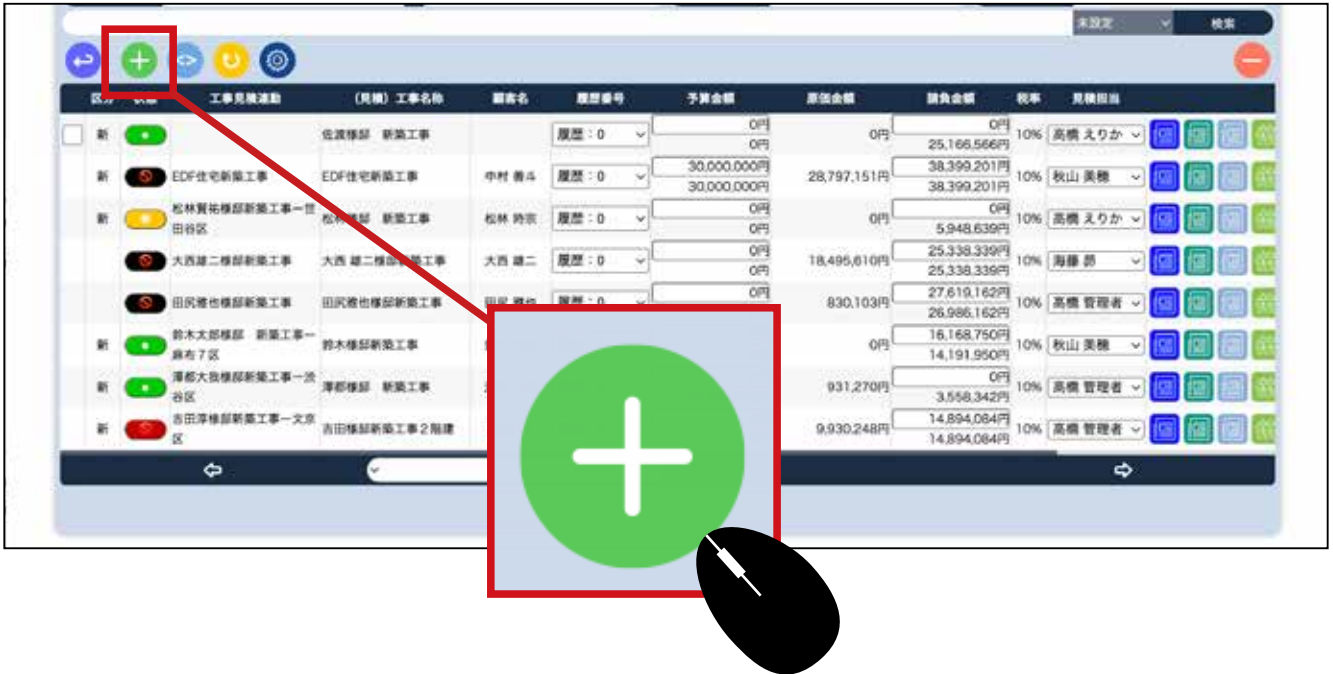 未設定 検索
区分 状態 工事見積連動 (見積) 工事名称 顧客名 履歴番号 予算金額 原価金額 請負金額 税率 見積担当
新 佐渡様邸 新築工事 履歴：0 0円 0円 0円 10% 高橋 えりか
0円 25,166,566円
新 EDF住宅新築工事 EDF住宅新築工事 中村 善斗 履歴：0 30,000,000円 28,797,151円 38,399,201円 10% 秋山 美穂
30,000,000円 38,399,201円
新 松林賢祐様邸新築工事一世 松林様邸 新築工事 松林 時宗 履歴：0 0円 0円 0円 10% 高橋 えりか
田谷区 0円 5,948,639円
大西雄二様邸新築工事 大西 雄二様邸新築工事 大西 雄二 履歴：0 0円 18,495,610円 25,338,339円 10% 海藤 昴
0円 25,338,339円
田尻雅也様邸新築工事 田尻雅也様邸新築工事 田尻 雅也 履歴：0 0円 830,103円 27,619,162円 10% 高橋 管理者
26,986,162円
新 鈴木太郎様邸 新築工事ー 鈴木様邸新築工事 0円 16,168,750円 10% 秋山 美穂
麻布７区 14,191,950円
新 澤都大我様邸新築工事ー渋 澤都様邸 新築工事 931,270円 0円 10% 高橋 管理者
谷区 3,558,342円
新 吉田淳様邸新築工事ー文京 吉田様邸新築工事２階建 9,930,248円 14,894,084円 10% 高橋 管理者
区 14,894,084円